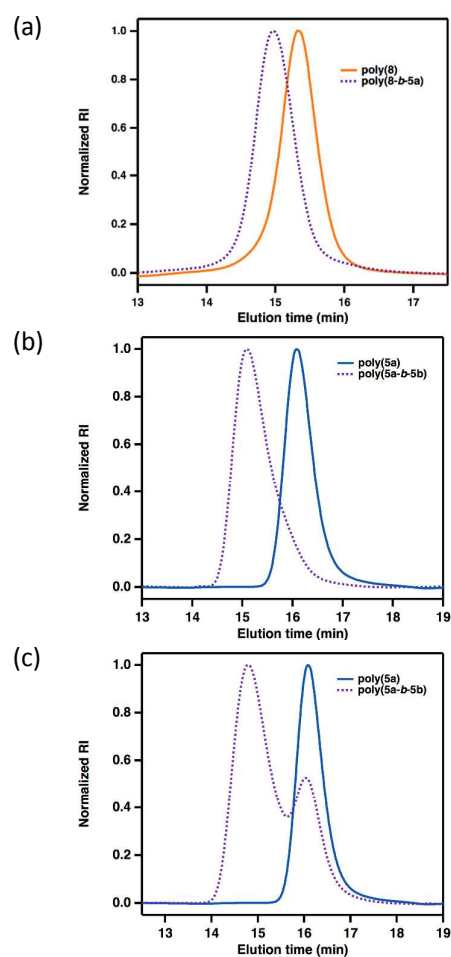 (a)
Normalized RI
1.0
0.8
0.6
0.4
0.2
0.0
poly(8)
poly(8-b-5a)
13 14 15 16 17
Elution time (min)
(b)
Normalized RI
1.0
0.8
0.6
0.4
0.2
0.0
poly(5a)
poly(5a-b-5b)
13 14 15 16 17 18 19
Elution time (min)
(c)
Normalized RI
1.0
0.8
0.6
0.4
0.2
0.0
poly(5a)
poly(5a-b-5b)
13 14 15 16 17 18 19
Elution time (min)